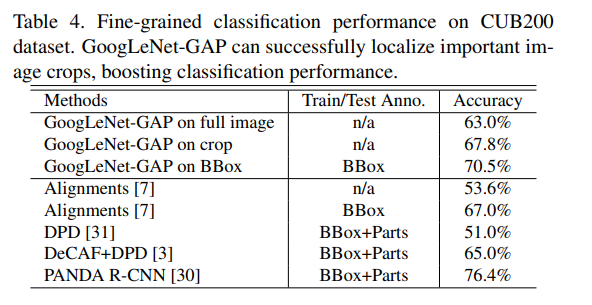 Table 4. Fine-grained classification performance on CUB200
dataset. GoogLeNet-GAP can successfully localize important im-
age crops, boosting classification performance.
Methods Train/Test Anno. Accuracy
GoogLeNet-GAP on full image n/a 63.0%
GoogLeNet-GAP on crop n/a 67.8%
GoogLeNet-GAP on BBox BBox 70.5%
Alignments [7] n/a 53.6%
Alignments [7] BBox 67.0%
DPD [31] BBox+Parts 51.0%
DeCAF+DPD [3] BBox+Parts 65.0%
PANDA R-CNN [30] BBox+Parts 76.4%